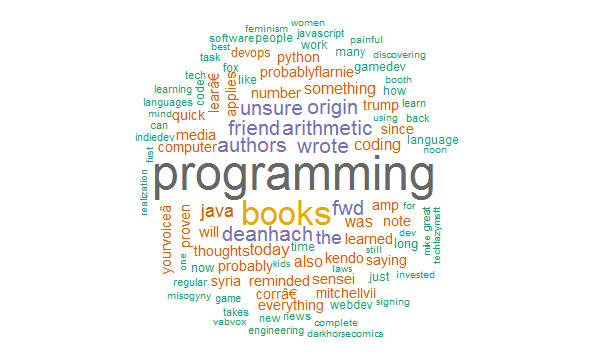 feminism women
software people javascript
best devops work many painful
task python discovering
tech fox probably flarnie gamedev
learning code learâ€ applies like number something how booth
languages unsure origin trump learn
mind quick friend arithmetic since using back
indiedev can media authors wrote coding language
first computer noon
programming
realization java books fwd amp for
yourvoiceâ proven will deanhach the was note dev mike great
thoughts today time learned long techlazymsft
one now probably also kendo saying still
regular syria reminded kids sensei laws just invested
misogyny game corrâ€ everything mitchellvii webdev signing
takes new news
vabvox engineering complete darkhorsecomics